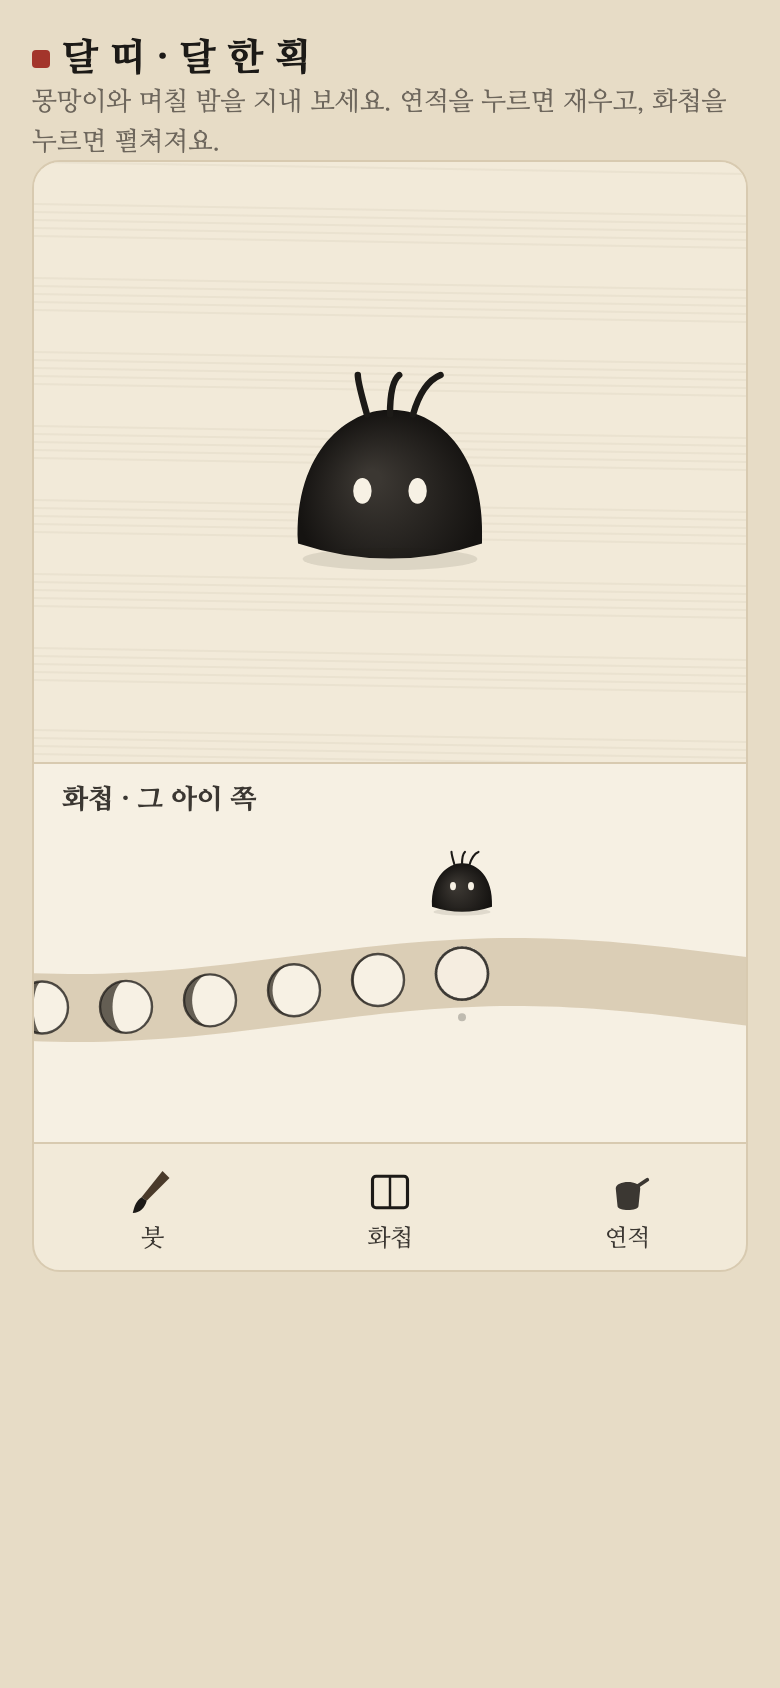 달 띠 · 달 한 획
몽망이와 며칠 밤을 지내 보세요. 연적을 누르면 재우고, 화첩을
누르면 펼쳐져요.
화첩 · 그 아이 쪽
붓
화첩
연적